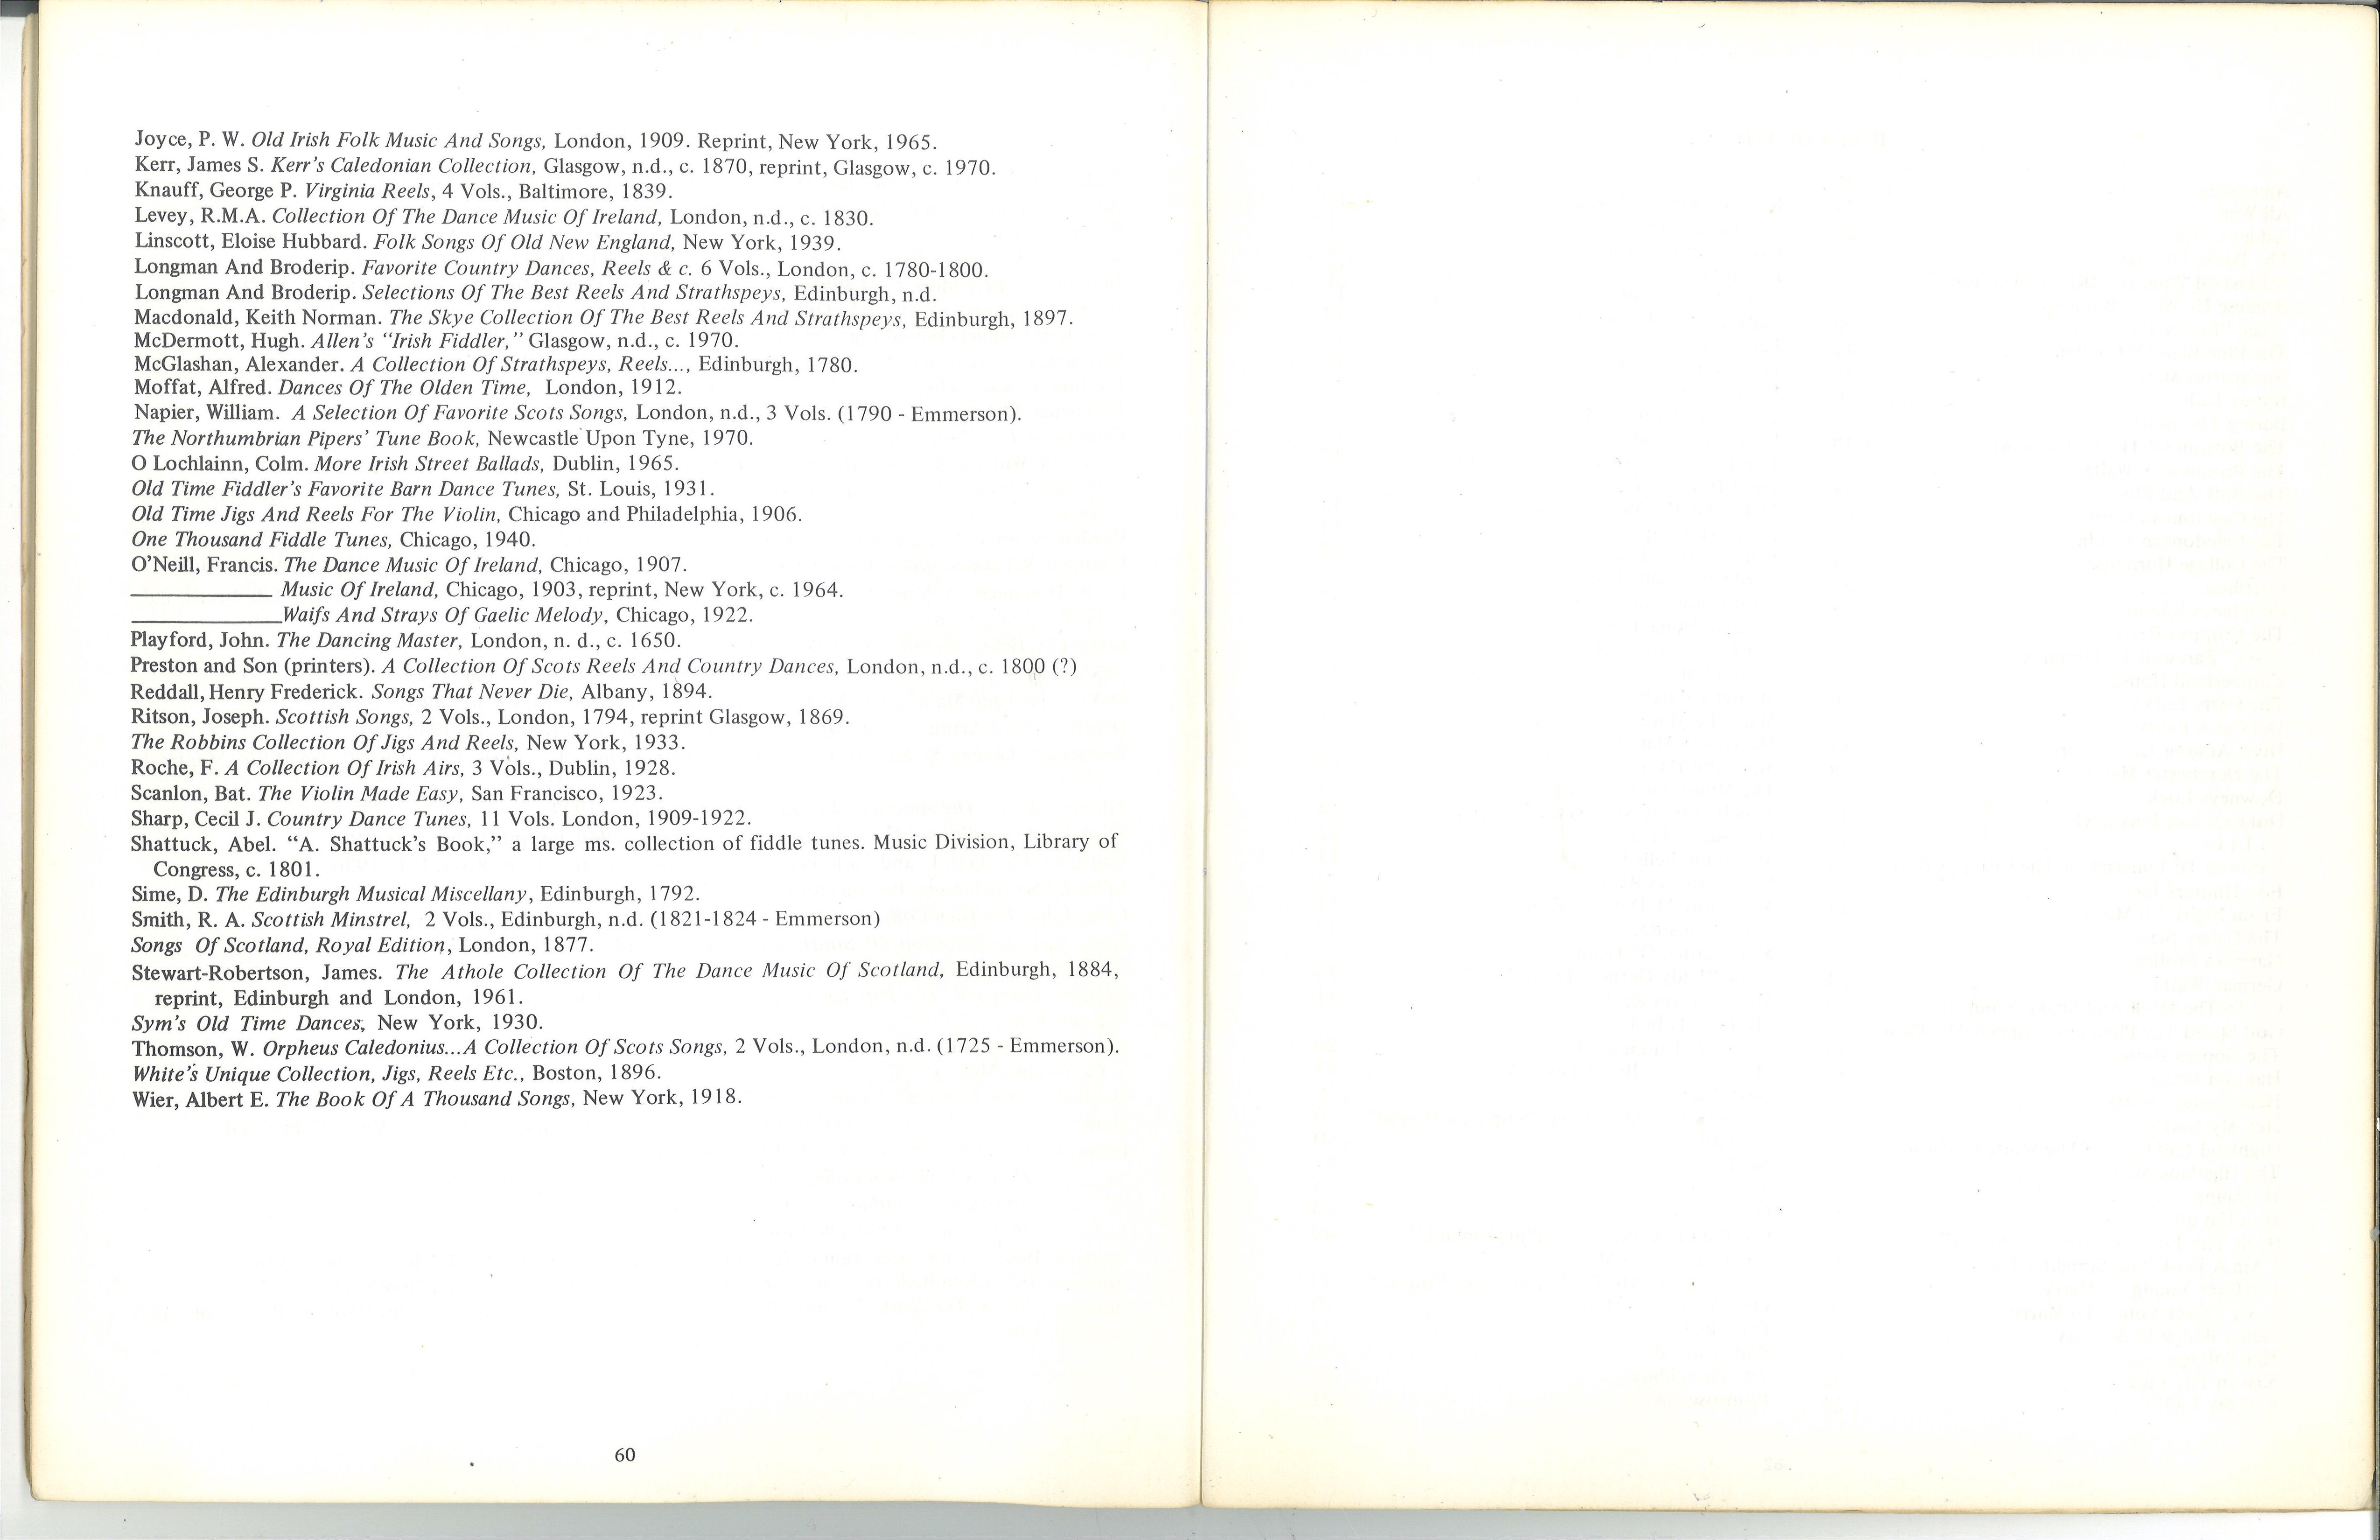 Joyce, P. W. Old Irish Folk Music And Songs, London, 1909. Reprint, New York, 1965.
Kerr, James S. Kerr's Caledonian Collection, Glasgow, n.d., c. 1870, reprint, Glasgow, c. 1970.
Knauff, George P. Virginia Reels, 4 Vols., Baltimore, 1839.
Levey, R.M.A. Collection Of The Dance Music Of Ireland, London, n.d., c. 1830.
Linscott, Eloise Hubbard. Folk Songs Of Old New England, New York, 1939.
Longman And Broderip. Favorite Country Dances, Reels & c. 6 Vols., London, c. 1780-1800.
Longman And Broderip. Selections Of The Best Reels And Strathspeys, Edinburgh, n.d.
Macdonald, Keith Norman. The Skye Collection Of The Best Reels And Strathspeys, Edinburgh, 1897.
McDermott, Hugh. Allen's "Irish Fiddler," Glasgow, n.d., c. 1970.
McGlashan, Alexander. A Collection Of Strathspeys, Reels..., Edinburgh, 1780.
Moffat, Alfred. Dances Of The Olden Time, London, 1912.
Napier, William. A Selection Of Favorite Scots Songs, London, n.d., 3 Vols. (1790 - Emmerson).
The Northumbrian Pipers' Tune Book, Newcastle Upon Tyne, 1970.
O Lochlainn, Colm. More Irish Street Ballads, Dublin, 1965.
Old Time Fiddler's Favorite Barn Dance Tunes, St. Louis, 1931.
Old Time Jigs And Reels For The Violin, Chicago and Philadelphia, 1906.
One Thousand Fiddle Tunes, Chicago, 1940.
O'Neill, Francis. The Dance Music Of Ireland, Chicago, 1907.
____________ Music Of Ireland, Chicago, 1903, reprint, New York, c. 1964.
____________Waifs And Strays Of Gaelic Melody, Chicago, 1922.
Playford, John. The Dancing Master, London, n. d., c. 1650.
Preston and Son (printers). A Collection Of Scots Reels And Country Dances, London, n.d., c. 1800 (?)
Reddall, Henry Frederick. Songs That Never Die, Albany, 1894.
Ritson, Joseph. Scottish Songs, 2 Vols., London, 1794, reprint Glasgow, 1869.
The Robbins Collection Of Jigs And Reels, New York, 1933.
Roche, F. A Collection Of Irish Airs, 3 Vols., Dublin, 1928.
Scanlon, Bat. The Violin Made Easy, San Francisco, 1923.
Sharp, Cecil J. Country Dance Tunes, 11 Vols. London, 1909-1922.
Shattuck, Abel. "A. Shattuck's Book," a large ms. collection of fiddle tunes. Music Division, Library of
Congress, c. 1801.
Sime, D. The Edinburgh Musical Miscellany, Edinburgh, 1792.
Smith, R. A. Scottish Minstrel, 2 Vols., Edinburgh, n.d. (1821-1824 - Emmerson)
Songs Of Scotland, Royal Edition, London, 1877.
Stewart-Robertson, James. The Athole Collection Of The Dance Music Of Scotland, Edinburgh, 1884,
reprint, Edinburgh and London, 1961.
Sym's Old Time Dances, New York, 1930.
Thomson, W. Orpheus Caledonius...A Collection Of Scots Songs, 2 Vols., London, n.d. (1725 - Emmerson).
White's Unique Collection, Jigs, Reels Etc., Boston, 1896.
Wier, Albert E. The Book Of A Thousand Songs, New York, 1918.
60